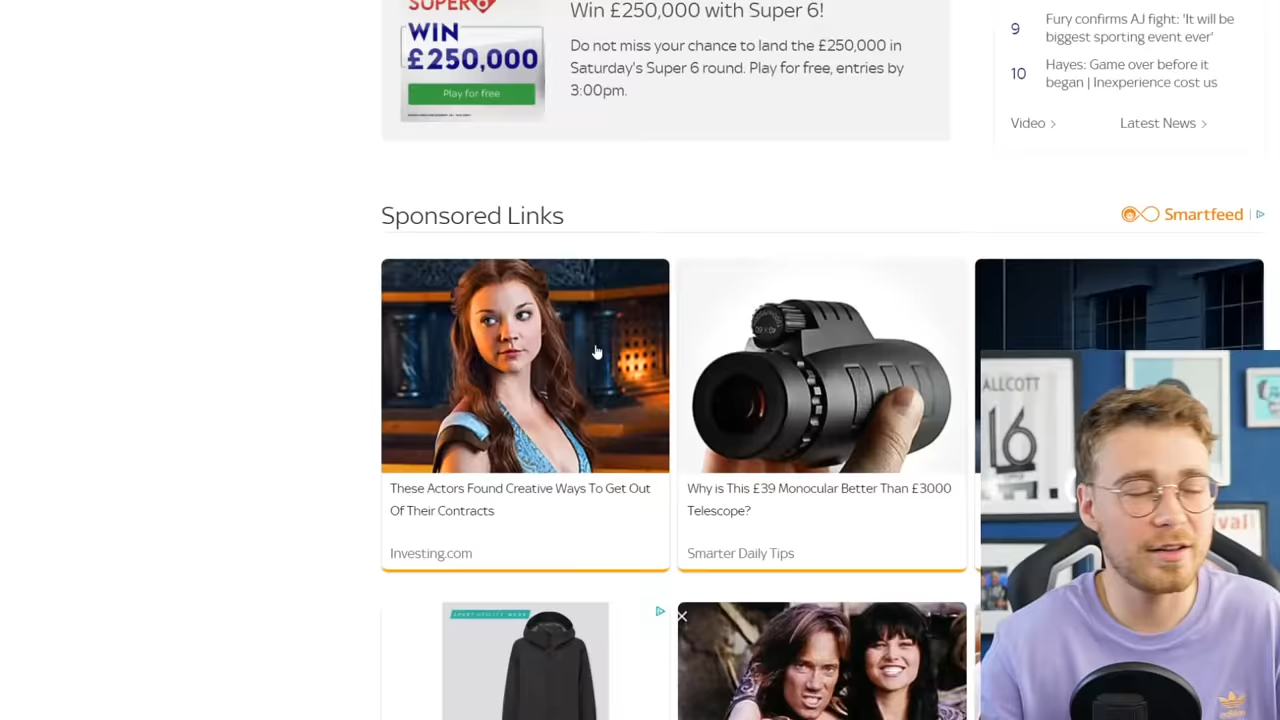 SUPER6
WIN
£250,000
Play for free
Win £250,000 with Super 6!
Do not miss your chance to land the £250,000 in
Saturday's Super 6 round. Play for free, entries by
3:00pm.
9
Fury confirms AJ fight: 'It will be
biggest sporting event ever'
10
Hayes: Game over before it
began | Inexperience cost us
Video >
Latest News >
Sponsored Links
Smartfeed
These Actors Found Creative Ways To Get Out
Of Their Contracts
Investing.com
Why is This £39 Monocular Better Than £3000
Telescope?
Smarter Daily Tips
ALLCOTT
16
adidas